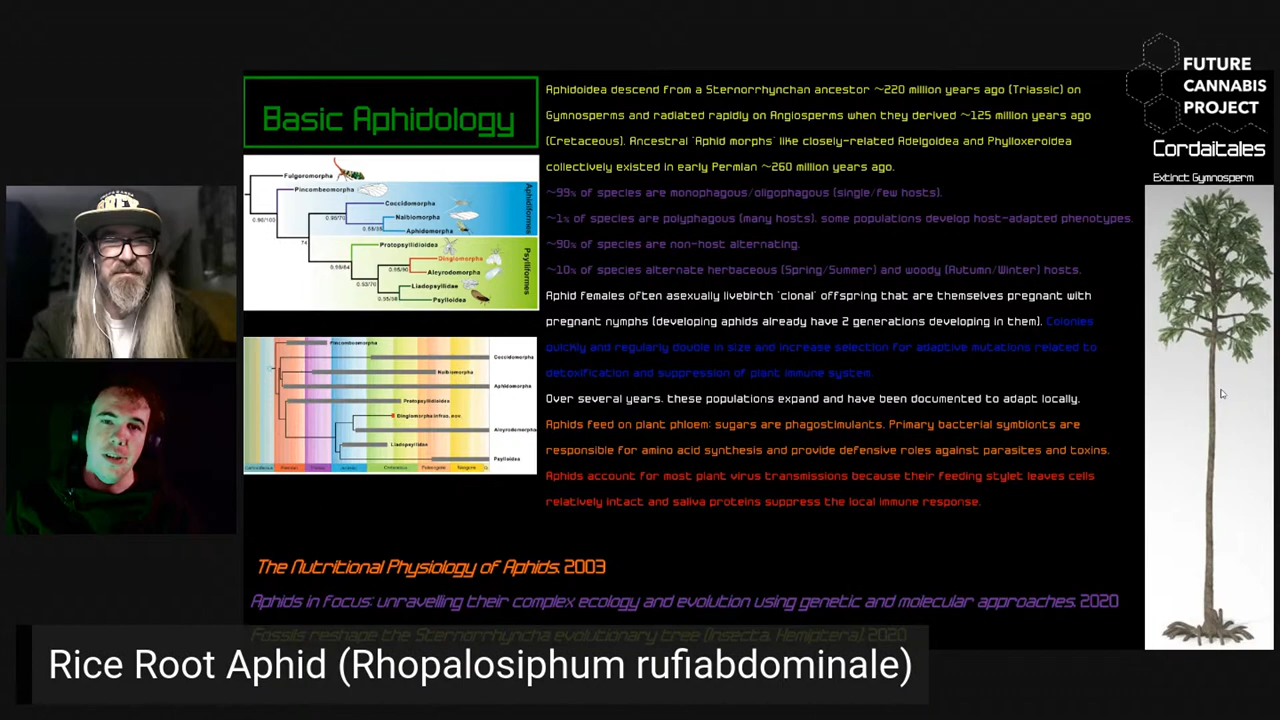 FUTURE
CANNABIS
PROJECT
Basic Aphidology
Aphidoidea descend from a Sternorrhynchan ancestor ~220 million years ago (Triassic) on
Gymnosperms and radiated rapidly on Angiosperms when they derived ~125 million years ago
(Cretaceous). Ancestral 'Aphid morphs' like closely-related Adelgoidea and Phylloxeroidea
collectively existed in early Permian ~260 million years ago.
~99% of species are monophagous/oligophagous (single/few hosts).
~1% of species are polyphagous (many hosts), some populations develop host-adapted phenotypes.
~90% of species are non-host alternating.
~10% of species alternate herbaceous (Spring/Summer) and woody (Autumn/Winter) hosts.
Aphid females often asexually livebirth 'clonal' offspring that are themselves pregnant with
pregnant nymphs (developing aphids already have 2 generations developing in them). Colonies
quickly and regularly double in size and increase selection for adaptive mutations related to
detoxification and suppression of plant immune system.
Over several years, these populations expand and have been documented to adapt locally.
Aphids feed on plant phloem; sugars are phagostimulants. Primary bacterial symbionts are
responsible for amino acid synthesis and provide defensive roles against parasites and toxins.
Aphids account for most plant virus transmissions because their feeding stylet leaves cells
relatively intact and saliva proteins suppress the local immune response.
Cordaitales
Extinct Gymnosperm
Fulgoromorpha
Pincombeomorpha
Coccidomorpha
Naibiomorpha
Aphidomorpha
Protopsyllidioidea
Dinglomorpha
Aleyrodomorpha
Liadopsyllidae
Psylloidea
Aphidiformes
Psylliformes
Pincombeomorpha
Coccidomorpha
Naibiomorpha
Aphidomorpha
Protopsyllidioidea
Dinglomorpha infraord. nov.
Aleyrodomorpha
Liadopsyllidae
Psylloidea
The Nutritional Physiology of Aphids. 2003
Aphids in focus: unravelling their complex ecology and evolution using genetic and molecular approaches. 2020
Fossils reshape the Sternorrhyncha evolutionary tree (Insecta, Hemiptera). 2020
Rice Root Aphid (Rhopalosiphum rufiabdominale)